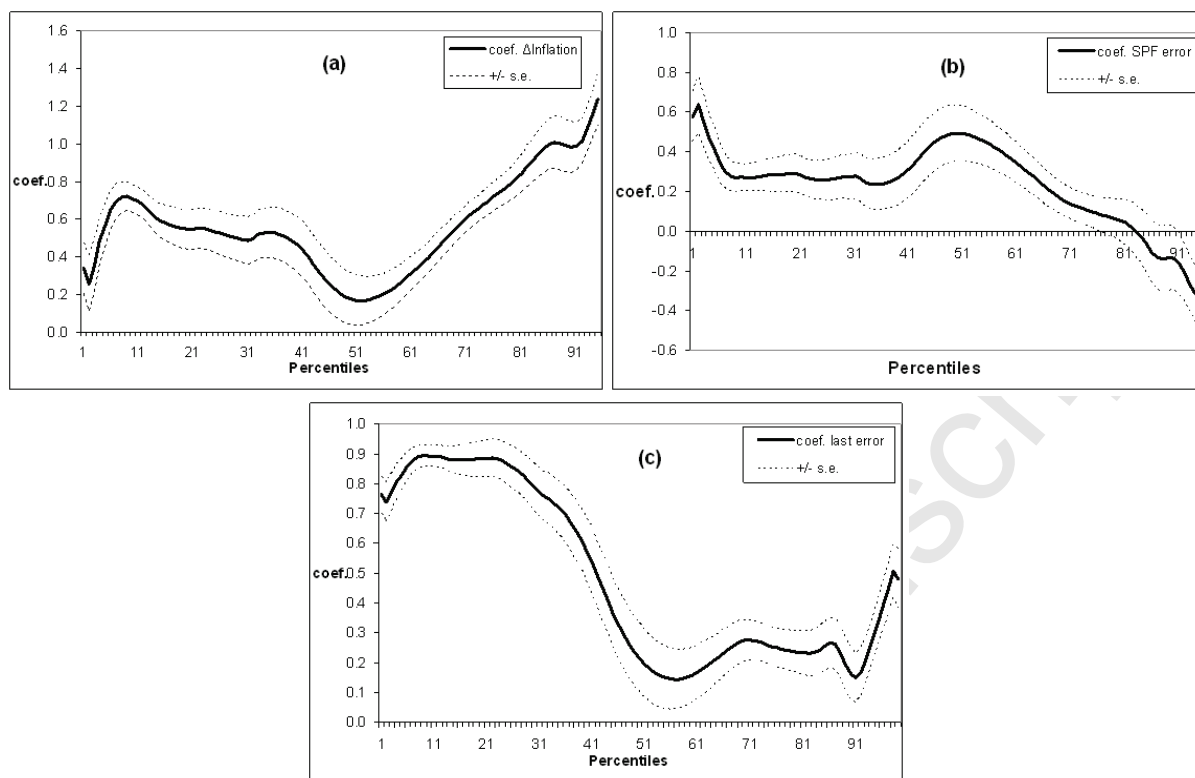 (a)
coef. ΔInflation
+/- s.e.
1.6
1.4
1.2
1.0
0.8
coef.
0.6
0.4
0.2
0.0
1 11 21 31 41 51 61 71 81 91
Percentiles
(b)
coef. SPF error
+/- s.e.
1.0
0.8
0.6
0.4
0.2
coef.
0.0
1 11 21 31 41 51 61 71 81 91
-0.2
-0.4
-0.6
Percentiles
(c)
coef. last error
+/- s.e.
1.0
0.9
0.8
0.7
0.6
coef. 0.5
0.4
0.3
0.2
0.1
0.0
1 11 21 31 41 51 61 71 81 91
Percentiles